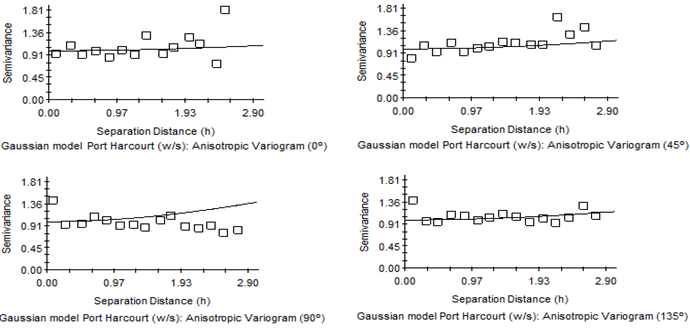 1.81
1.36
0.91
0.45
0.00
Semivariance
0.00 0.97 1.93 2.90
Separation Distance (h)
Gaussian model Port Harcourt (w/s): Anisotropic Variogram (0º)
1.81
1.36
0.91
0.45
0.00
Semivariance
0.00 0.97 1.93 2.90
Separation Distance (h)
Gaussian model Port Harcourt (w/s): Anisotropic Variogram (45º)
1.81
1.36
0.91
0.45
0.00
Semivariance
0.00 0.97 1.93 2.90
Separation Distance (h)
Gaussian model Port Harcourt (w/s): Anisotropic Variogram (90º)
1.81
1.36
0.91
0.45
0.00
Semivariance
0.00 0.97 1.93 2.90
Separation Distance (h)
Gaussian model Port Harcourt (w/s): Anisotropic Variogram (135º)